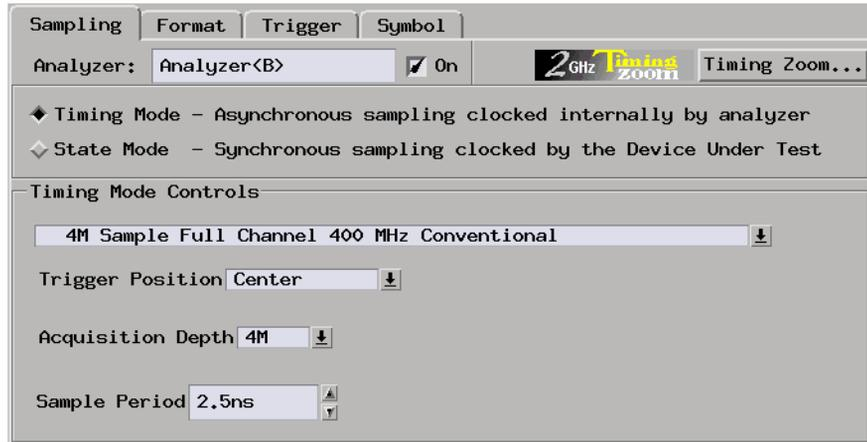 Sampling Format Trigger Symbol
Analyzer: Analyzer<B> On 2 GHz Timing Zoom Timing Zoom...
Timing Mode - Asynchronous sampling clocked internally by analyzer
State Mode - Synchronous sampling clocked by the Device Under Test
Timing Mode Controls
4M Sample Full Channel 400 MHz Conventional
Trigger Position Center
Acquisition Depth 4M
Sample Period 2.5ns